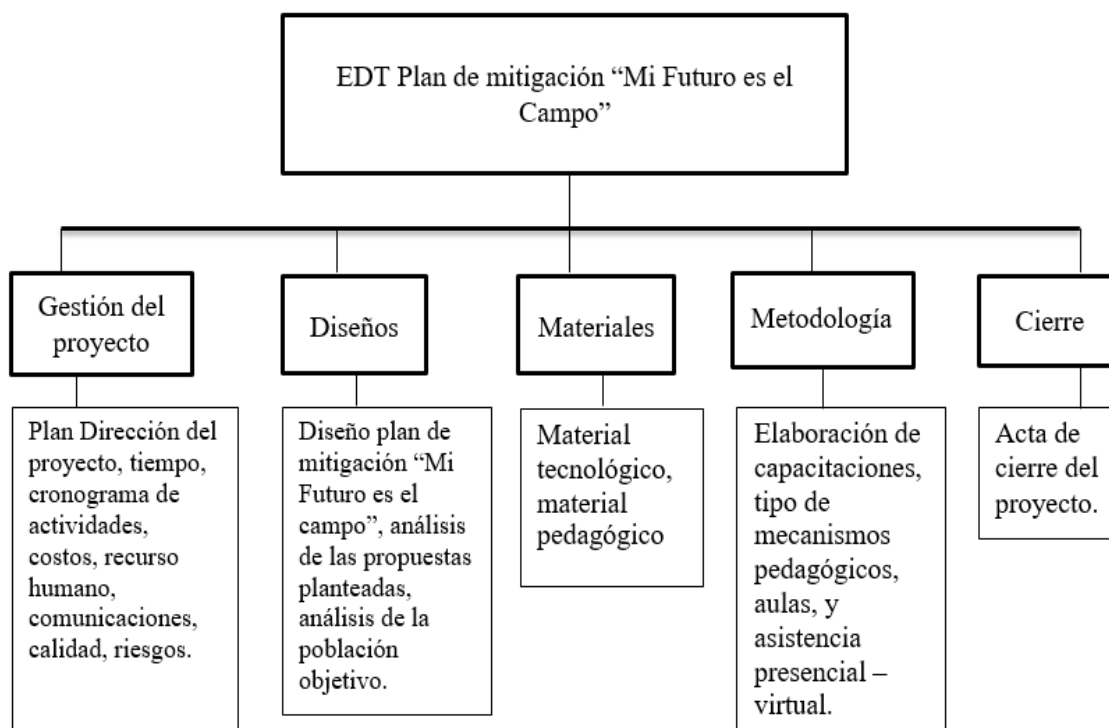 EDT Plan de mitigación “Mi Futuro es el
Campo”
Gestión del
proyecto
Diseños
Materiales
Metodología
Cierre
Plan Dirección del
proyecto, tiempo,
cronograma de
actividades,
costos, recurso
humano,
comunicaciones,
calidad, riesgos.
Diseño plan de
mitigación “Mi
Futuro es el
campo”, análisis
de las propuestas
planteadas,
análisis de la
población
objetivo.
Material
tecnológico,
material
pedagógico
Elaboración de
capacitaciones,
tipo de
mecanismos
pedagógicos,
aulas, y
asistencia
presencial –
virtual.
Acta de
cierre del
proyecto.